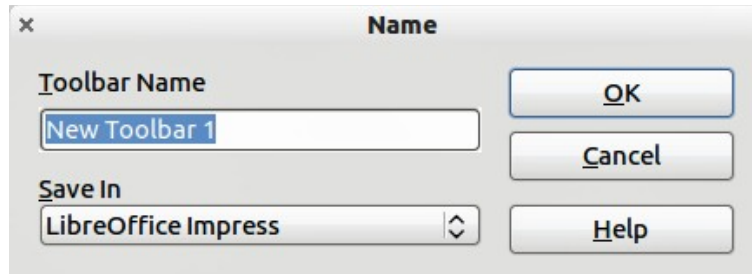 Name
Toolbar Name
New Toolbar 1
Save In
LibreOffice Impress
OK
Cancel
Help